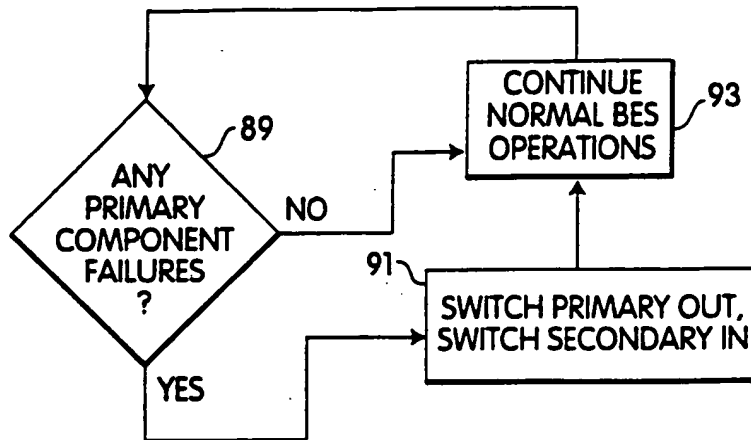 CONTINUE
NORMAL BES
OPERATIONS
93
89
ANY
PRIMARY
COMPONENT
FAILURES
?
NO
91
SWITCH PRIMARY OUT,
SWITCH SECONDARY IN
YES